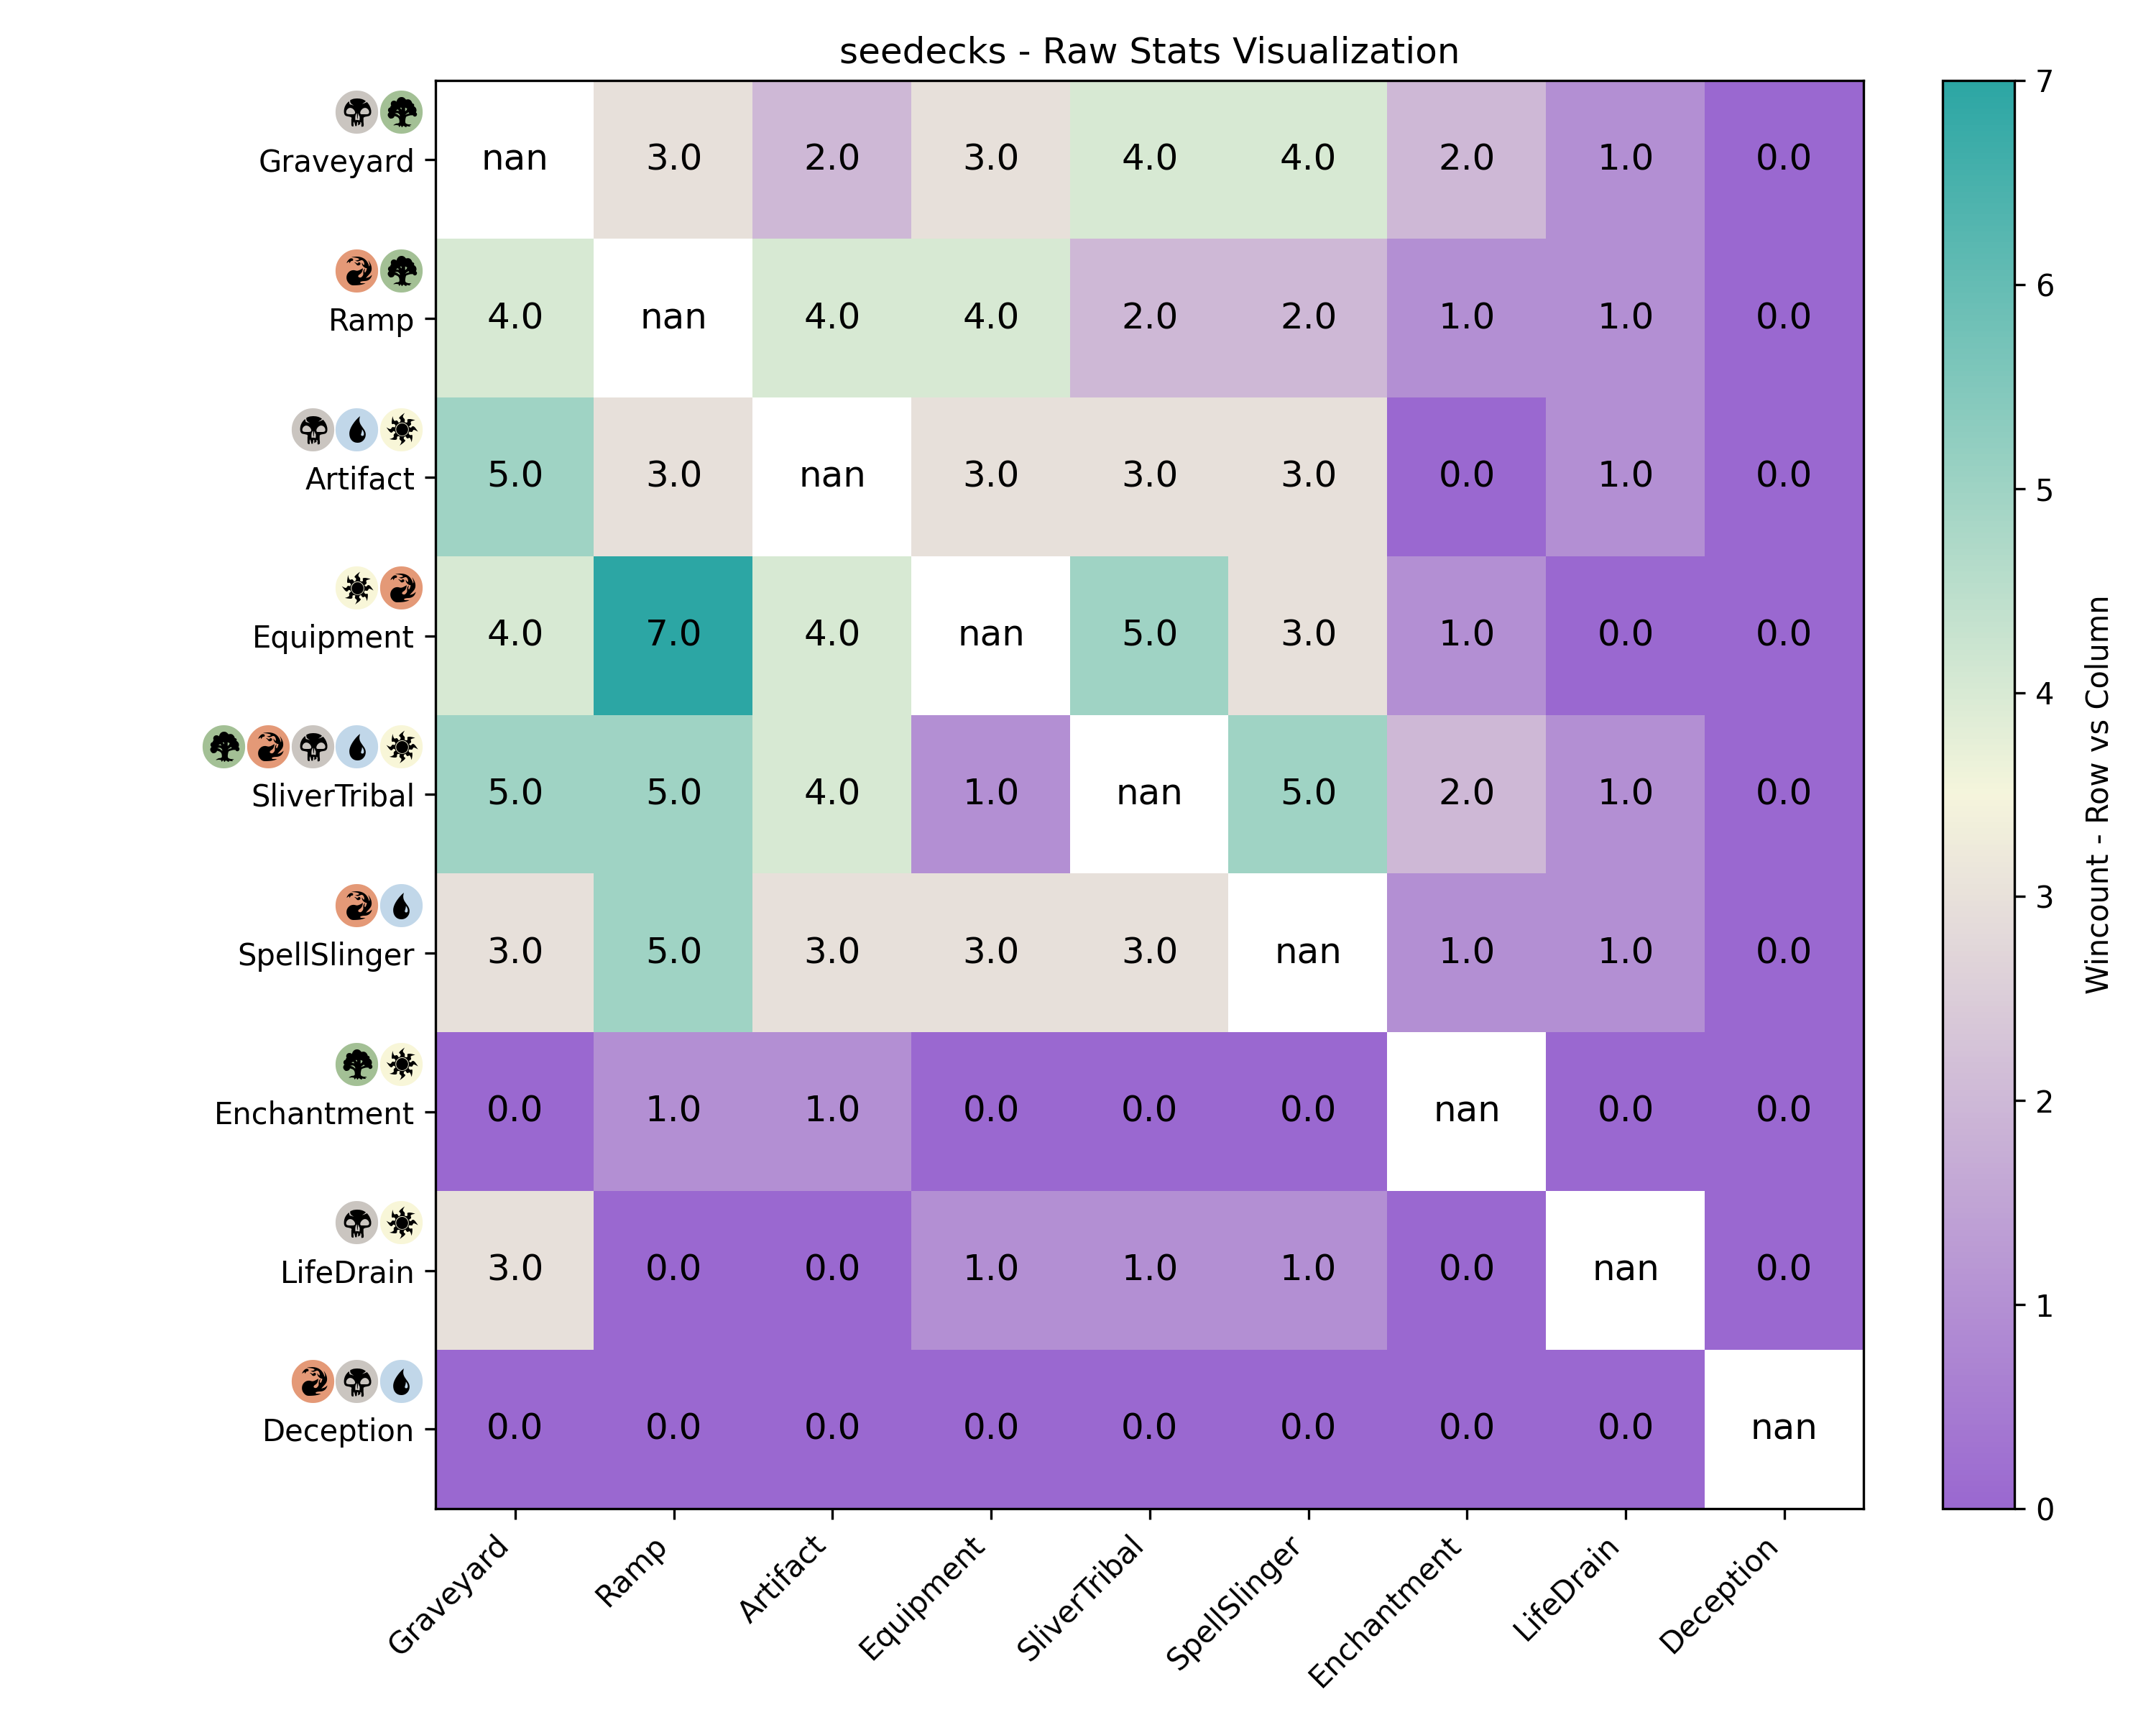 seedecks - Raw Stats Visualization
Graveyard nan 3.0 2.0 3.0 4.0 4.0 2.0 1.0 0.0
Ramp 4.0 nan 4.0 4.0 2.0 2.0 1.0 1.0 0.0
Artifact 5.0 3.0 nan 3.0 3.0 3.0 0.0 1.0 0.0
Equipment 4.0 7.0 4.0 nan 5.0 3.0 1.0 0.0 0.0
SliverTribal 5.0 5.0 4.0 1.0 nan 5.0 2.0 1.0 0.0
SpellSlinger 3.0 5.0 3.0 3.0 3.0 nan 1.0 1.0 0.0
Enchantment 0.0 1.0 1.0 0.0 0.0 0.0 nan 0.0 0.0
LifeDrain 3.0 0.0 0.0 1.0 1.0 1.0 0.0 nan 0.0
Deception 0.0 0.0 0.0 0.0 0.0 0.0 0.0 0.0 nan
Graveyard Ramp Artifact Equipment SliverTribal SpellSlinger Enchantment LifeDrain Deception
7
6
5
4
3
2
1
0
Wincount - Row vs Column